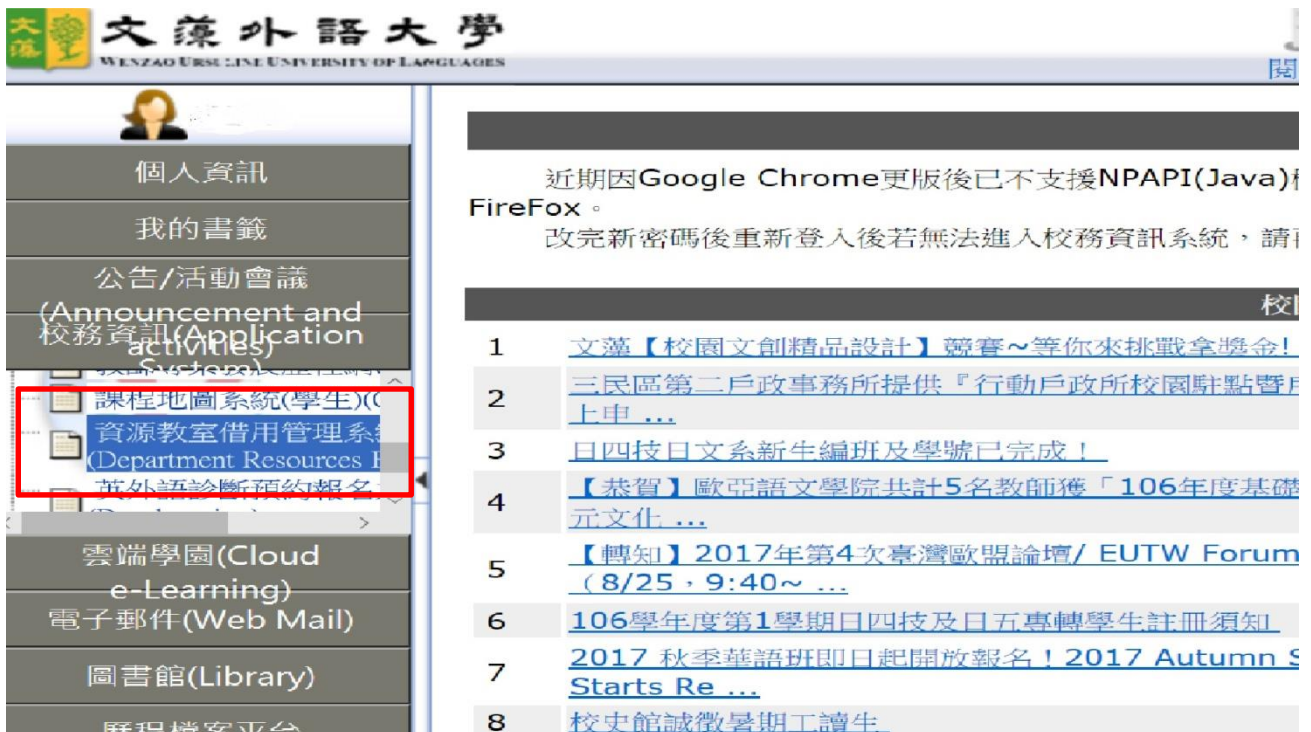 文藻
文藻外語大學
WENZAO URSULINE UNIVERSITY OF LANGUAGES
閱
個人資訊
我的書籤
公告/活動會議
(Announcement and
activities)
校務資訊(Application
System)
課程地圖系統(學生)(
資源教室借用管理系
(Department Resources
英外語診斷預約報名
雲端學園(Cloud
e-Learning)
電子郵件(Web Mail)
圖書館(Library)
歷程檔案平台
近期因Google Chrome更版後已不支援NPAPI(Java)
FireFox。
改完新密碼後重新登入後若無法進入校務資訊系統，請
校
1 文藻【校園文創精品設計】競賽~等你來挑戰拿獎金!
2 三民區第二戶政事務所提供『行動戶政所校園駐點暨
上申 ...
3 日四技日文系新生編班及學號已完成！
4 【恭賀】歐亞語文學院共計5名教師獲「106年度基礎
元文化 ...
5 【轉知】2017年第4次臺灣歐盟論壇/ EUTW Forum
（8/25，9:40~ ...
6 106學年度第1學期日四技及日五專轉學生註冊須知
7 2017 秋季華語班即日起開放報名！2017 Autumn S
Starts Re ...
8 校史館誠徵暑期工讀生